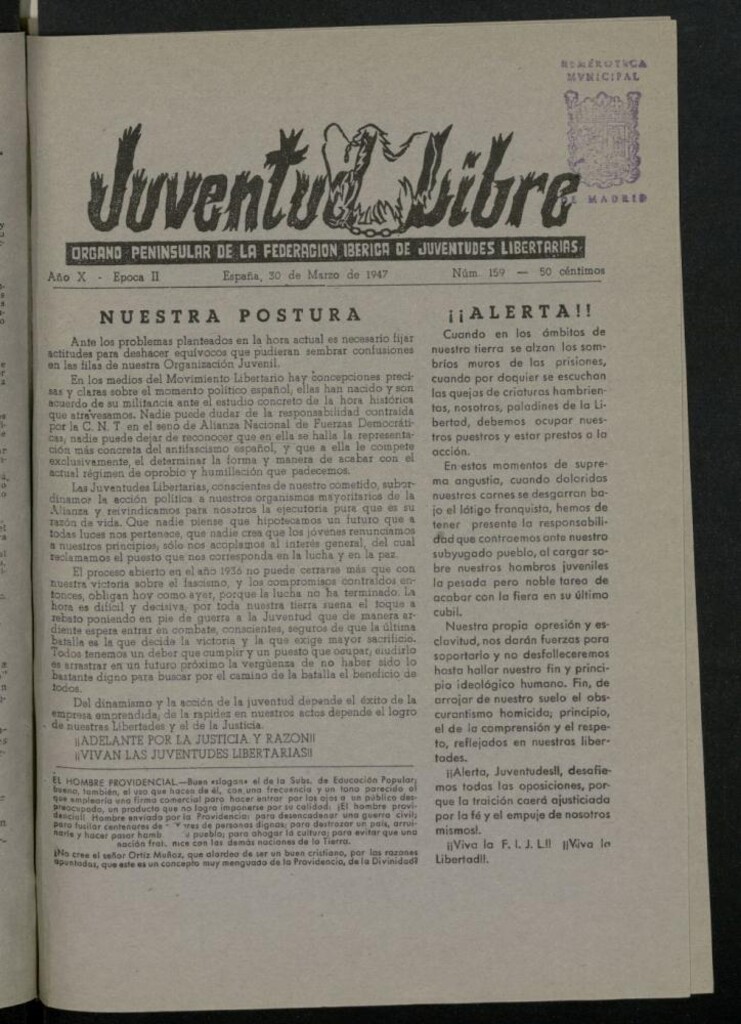 HEMEROTECA
MVNICIPAL
DE MADRID
Juventud Libre
ORGANO PENINSULAR DE LA FEDERACION IBERICA DE JUVENTUDES LIBERTARIAS
Año X - Epoca II España, 30 de Marzo de 1947 Núm. 159 — 50 céntimos
NUESTRA POSTURA
Ante los problemas planteados en la hora actual es necesario fijar
actitudes para deshacer equívocos que pudieran sembrar confusiones
en las filas de nuestra Organización Juvenil.
En los medios del Movimiento Libertario hay concepciones preci-
sas y claras sobre el momento político español, ellas han nacido y son
acuerdo de su militancia ante el estudio concreto de la hora histórica
que atravesamos. Nadie puede dudar de la responsabilidad contraída
por la C. N. T. en el seno de Alianza Nacional de Fuerzas Democráti-
cas, nadie puede dejar de reconocer que en ella se halla la representa-
ción más concreta del antifascismo español, y que a ella le compete
exclusivamente, el determinar la forma y manera de acabar con el
actual régimen de oprobio y humillación que padecemos.
Las Juventudes Libertarias, conscientes de nuestro cometido, subor-
dinamos la acción política a nuestros organismos mayoritarios de la
Alianza y reivindicamos para nosotros la ejecutoria pura que es su
razón de vida. Que nadie piense que hipotecamos un futuro que a
todas luces nos pertenece, que nadie crea que los jóvenes renunciamos
a nuestros principios, sólo nos acoplamos al interés general, del cual
reclamamos el puesto que nos corresponda en la lucha y en la paz.
El proceso abierto en el año 1936 no puede cerrarse más que con
nuestra victoria sobre el fascismo, y los compromisos contraídos en-
tonces, obligan hoy como ayer, porque la lucha no ha terminado. La
hora es difícil y decisiva, por toda nuestra tierra suena el toque a
rebato poniendo en pie de guerra a la Juventud que de manera ar-
diente espera entrar en combate, conscientes, seguros de que la última
batalla es la que decide la victoria y la que exige mayor sacrificio.
Todos tenemos un deber que cumplir y un puesto que ocupar, eludirlo
es arrastrar en un futuro próximo la vergüenza de no haber sido lo
bastante digno para buscar por el camino de la batalla el beneficio de
todos.
Del dinamismo y la acción de la juventud depende el éxito de la
empresa emprendida, de la rapidez en nuestros actos depende el logro
de nuestras Libertades y el de la Justicia.
¡¡ADELANTE POR LA JUSTICIA Y RAZON!!
¡¡VIVAN LAS JUVENTUDES LIBERTARIAS!!
EL HOMBRE PROVIDENCIAL.—Buen «slogan» el de la Subs. de Educación Popular;
bueno, también, el uso que hacen de él, con una frecuencia y un tono parecido al
que emplearía una firma comercial para hacer entrar por los ojos a un público des-
preocupado, un producto que no logra imponerse por su calidad: ¡El hombre provi-
dencial! Hombre enviado por la Providencia: para desencadenar una guerra civil;
para fusilar centenares de res de personas dignas; para destrozar un país, arrui-
narle y hacer pasar hamb pueblo; para ahogar la cultura; para evitar que una
nación frat nice con las demás naciones de la Tierra.
¡No cree el señor Ortiz Muñoz, que alardea de ser un buen cristiano, por las razones
apuntadas, que este es un concepto muy menguado de la Providencia, de la Divinidad?
¡¡ALERTA!!
Cuando en los ámbitos de
nuestra tierra se alzan los som-
bríos muros de las prisiones,
cuando por doquier se escuchan
las quejas de criaturas hambrien-
tas, nosotros, paladines de la Li-
bertad, debemos ocupar nues-
tros puestros y estar prestos a la
acción.
En estos momentos de supre-
ma angustia, cuando doloridas
nuestras carnes se desgarran ba-
jo el látigo franquista, hemos de
tener presente la responsabili-
dad que contraemos ante nuestro
subyugado pueblo, al cargar so-
bre nuestros hombros juveniles
la pesada pero noble tarea de
acabar con la fiera en su último
cubil.
Nuestra propia opresión y es-
clavitud, nos darán fuerzas para
soportarlo y no desfalleceremos
hasta hallar nuestro fin y princi-
pio ideológico humano. Fin, de
arrojar de nuestro suelo el obs-
curantismo homicida; principio,
el de la comprensión y el respe-
to, reflejados en nuestras liber-
tades.
¡¡Alerta, Juventudes!!, desafie-
mos todas las oposiciones, por-
que la traición caerá ajusticiada
por la fé y el empuje de nosotros
mismos!.
¡¡Viva la F. I. J. L!! ¡¡Viva la
Libertad!!.